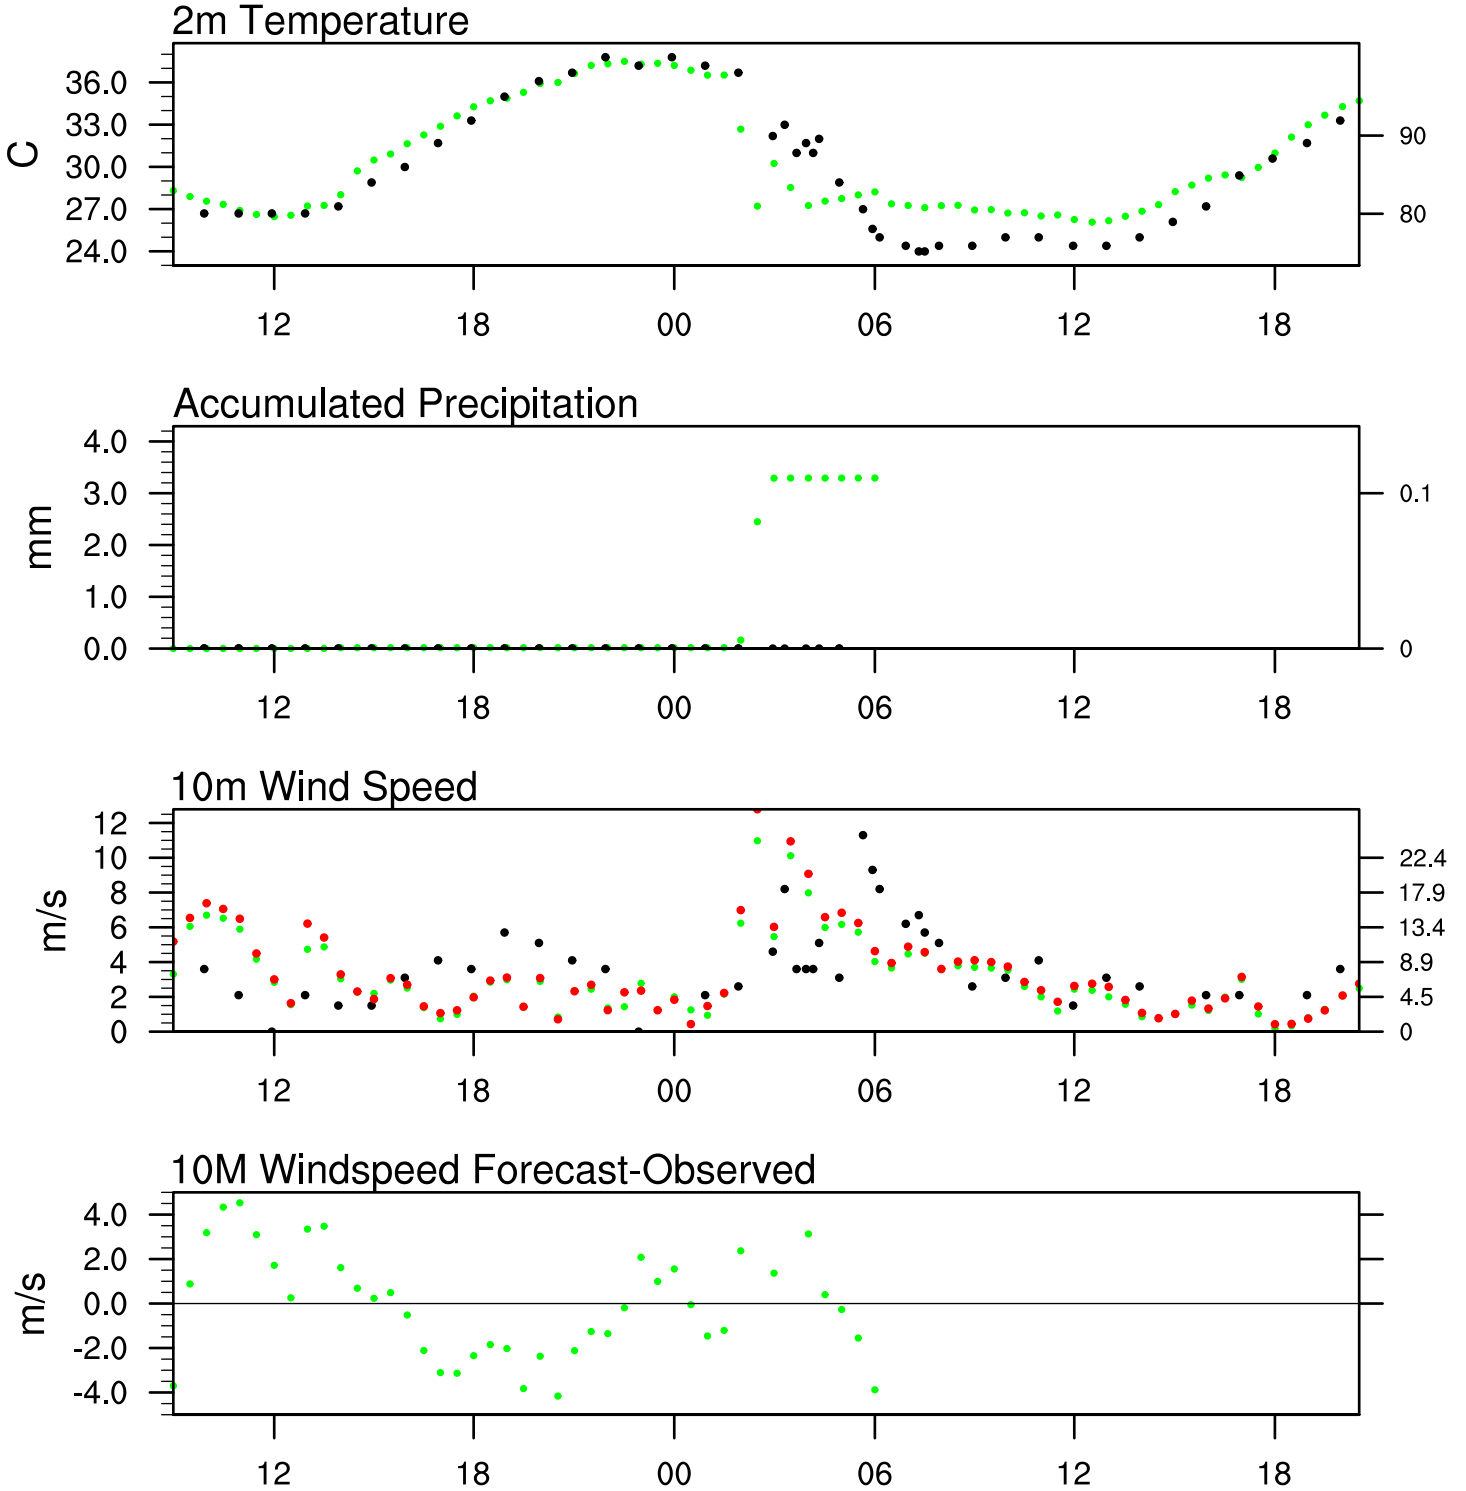 2m Temperature
36.0
33.0
30.0
27.0
24.0
C
90
80
12 18 00 06 12 18
Accumulated Precipitation
4.0
3.0
2.0
1.0
0.0
mm
0.1
0
12 18 00 06 12 18
10m Wind Speed
12
10
8
6
4
2
0
m/s
22.4
17.9
13.4
8.9
4.5
0
12 18 00 06 12 18
10M Windspeed Forecast-Observed
4.0
2.0
0.0
-2.0
-4.0
m/s
12 18 00 06 12 18